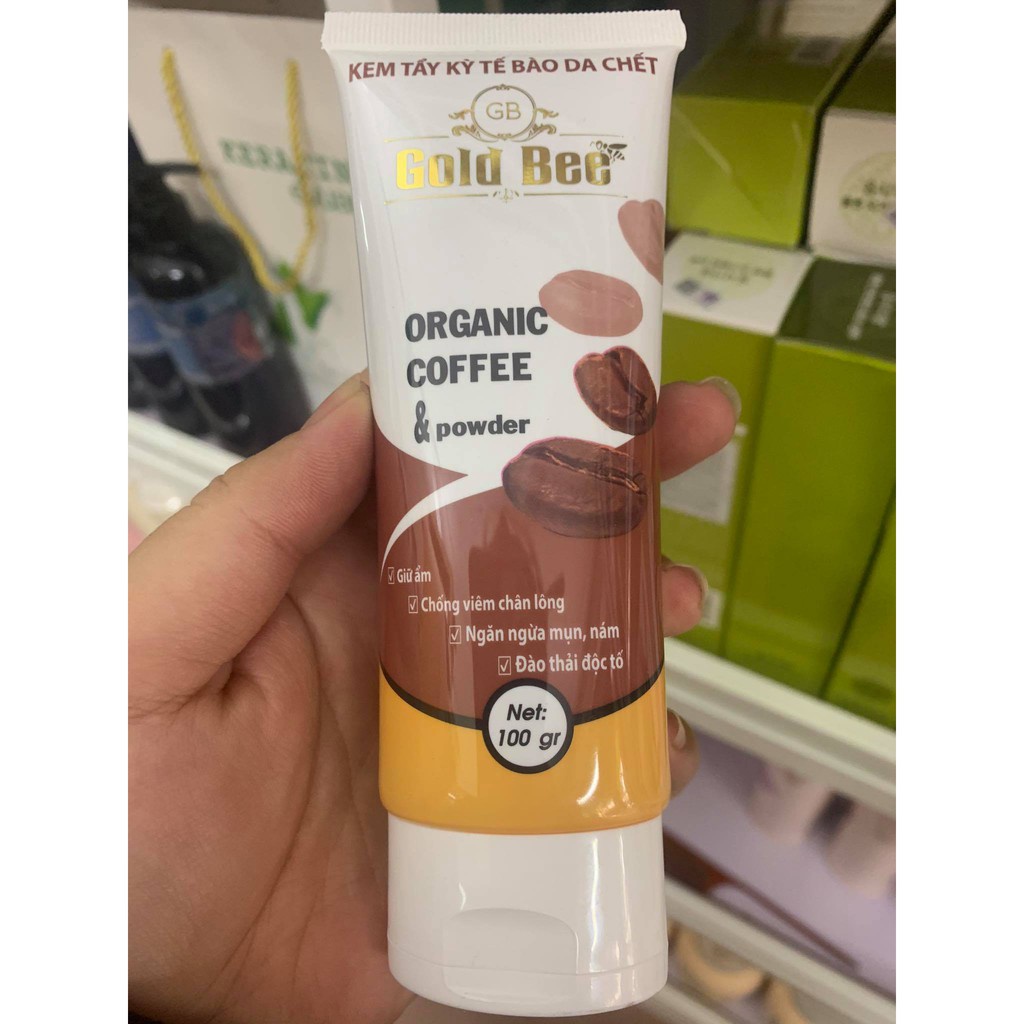 KEM TẨY KỲ TẾ BÀO DA CHẾT
GB
Gold Bee
ORGANIC
COFFEE
& powder
Giữ ẩm
Chống viêm chân lông
Ngăn ngừa mụn, nám
Đào thải độc tố
Net:
100 gr